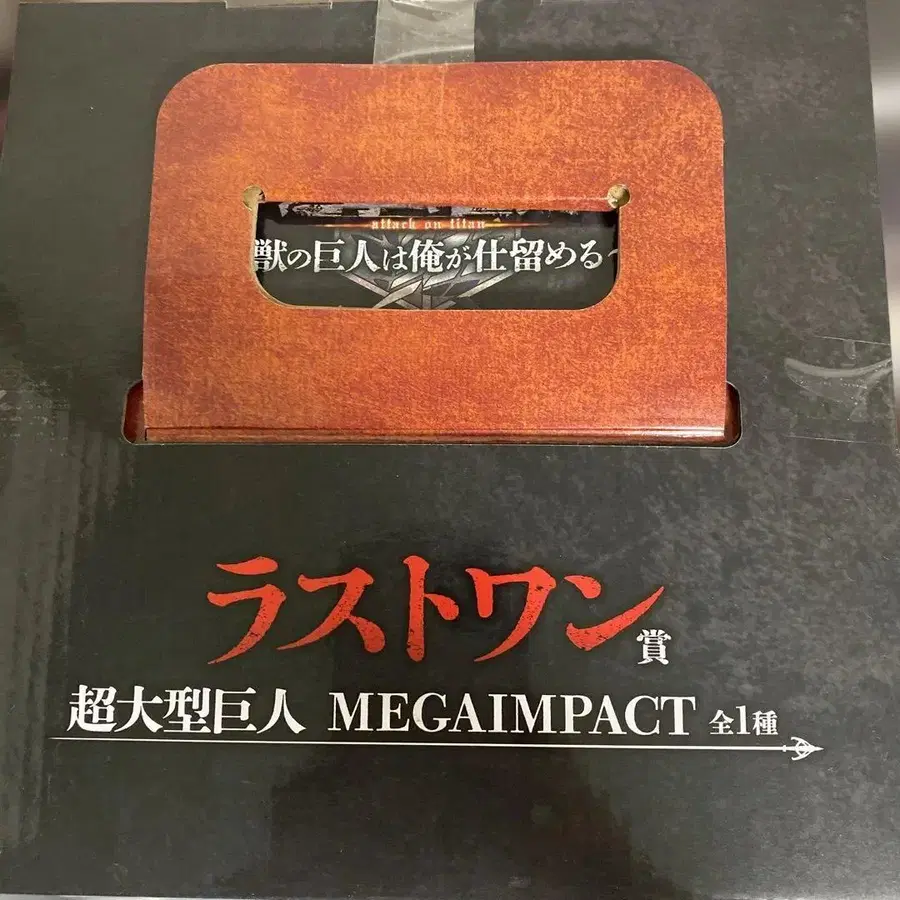 attack on titan
獣の巨人は俺が仕留める
ラストワン賞
超大型巨人 MEGAIMPACT 全1種